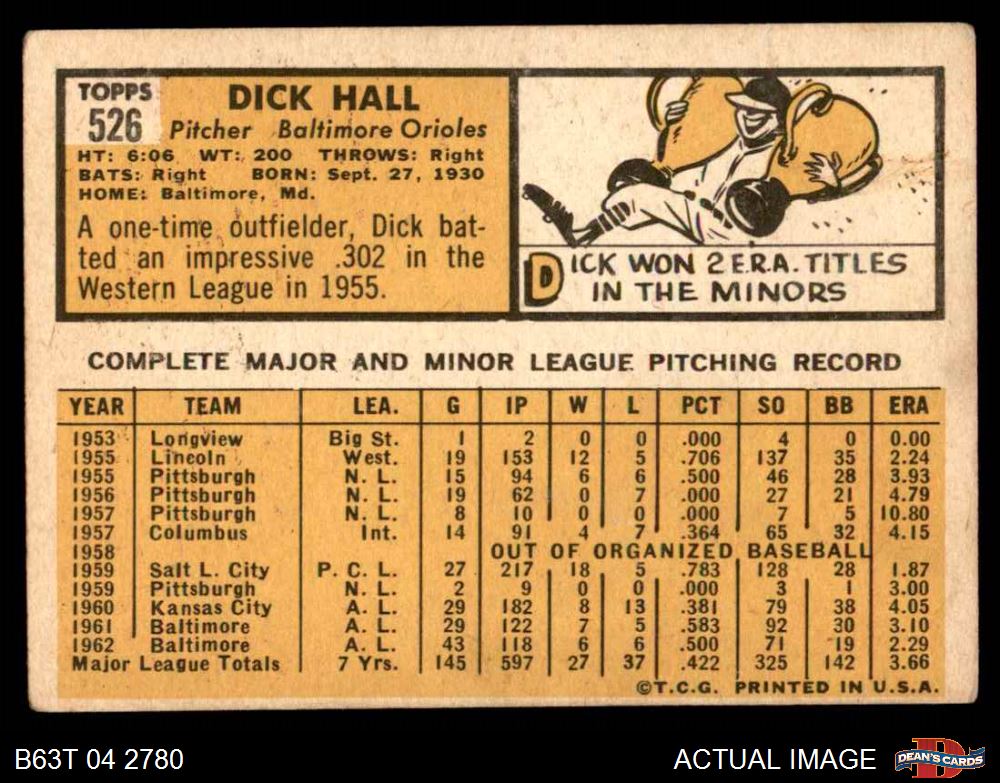 TOPPS
526
DICK HALL
Pitcher Baltimore Orioles
HT: 6:06 WT: 200 THROWS: Right
BATS: Right BORN: Sept. 27, 1930
HOME: Baltimore, Md.
A one-time outfielder, Dick bat-
ted an impressive .302 in the
Western League in 1955.
DICK WON 2 E.R.A. TITLES
IN THE MINORS
COMPLETE MAJOR AND MINOR LEAGUE PITCHING RECORD
YEAR TEAM LEA. G IP W L PCT SO BB ERA
1953 Longview Big St. 1 2 0 0 .000 4 0 0.00
1955 Lincoln West. 19 153 12 5 .706 137 35 2.24
1955 Pittsburgh N. L. 15 94 6 6 .500 46 28 3.93
1956 Pittsburgh N. L. 19 62 0 7 .000 27 21 4.79
1957 Pittsburgh N. L. 8 10 0 0 .000 7 5 10.80
1957 Columbus Int. 14 91 4 7 .364 65 32 4.15
1958 OUT OF ORGANIZED BASEBALL
1959 Salt L. City P. C. L. 27 217 18 5 .783 128 28 1.87
1959 Pittsburgh N. L. 2 9 0 0 .000 3 1 3.00
1960 Kansas City A. L. 29 182 8 13 .381 79 38 4.05
1961 Baltimore A. L. 29 122 7 5 .583 92 30 3.10
1962 Baltimore A. L. 43 118 6 6 .500 71 19 2.29
Major League Totals 7 Yrs. 145 597 27 37 .422 325 142 3.66
©T.C.G. PRINTED IN U.S.A.
B63T 04 2780
ACTUAL IMAGE
D
DEAN'S CARDS